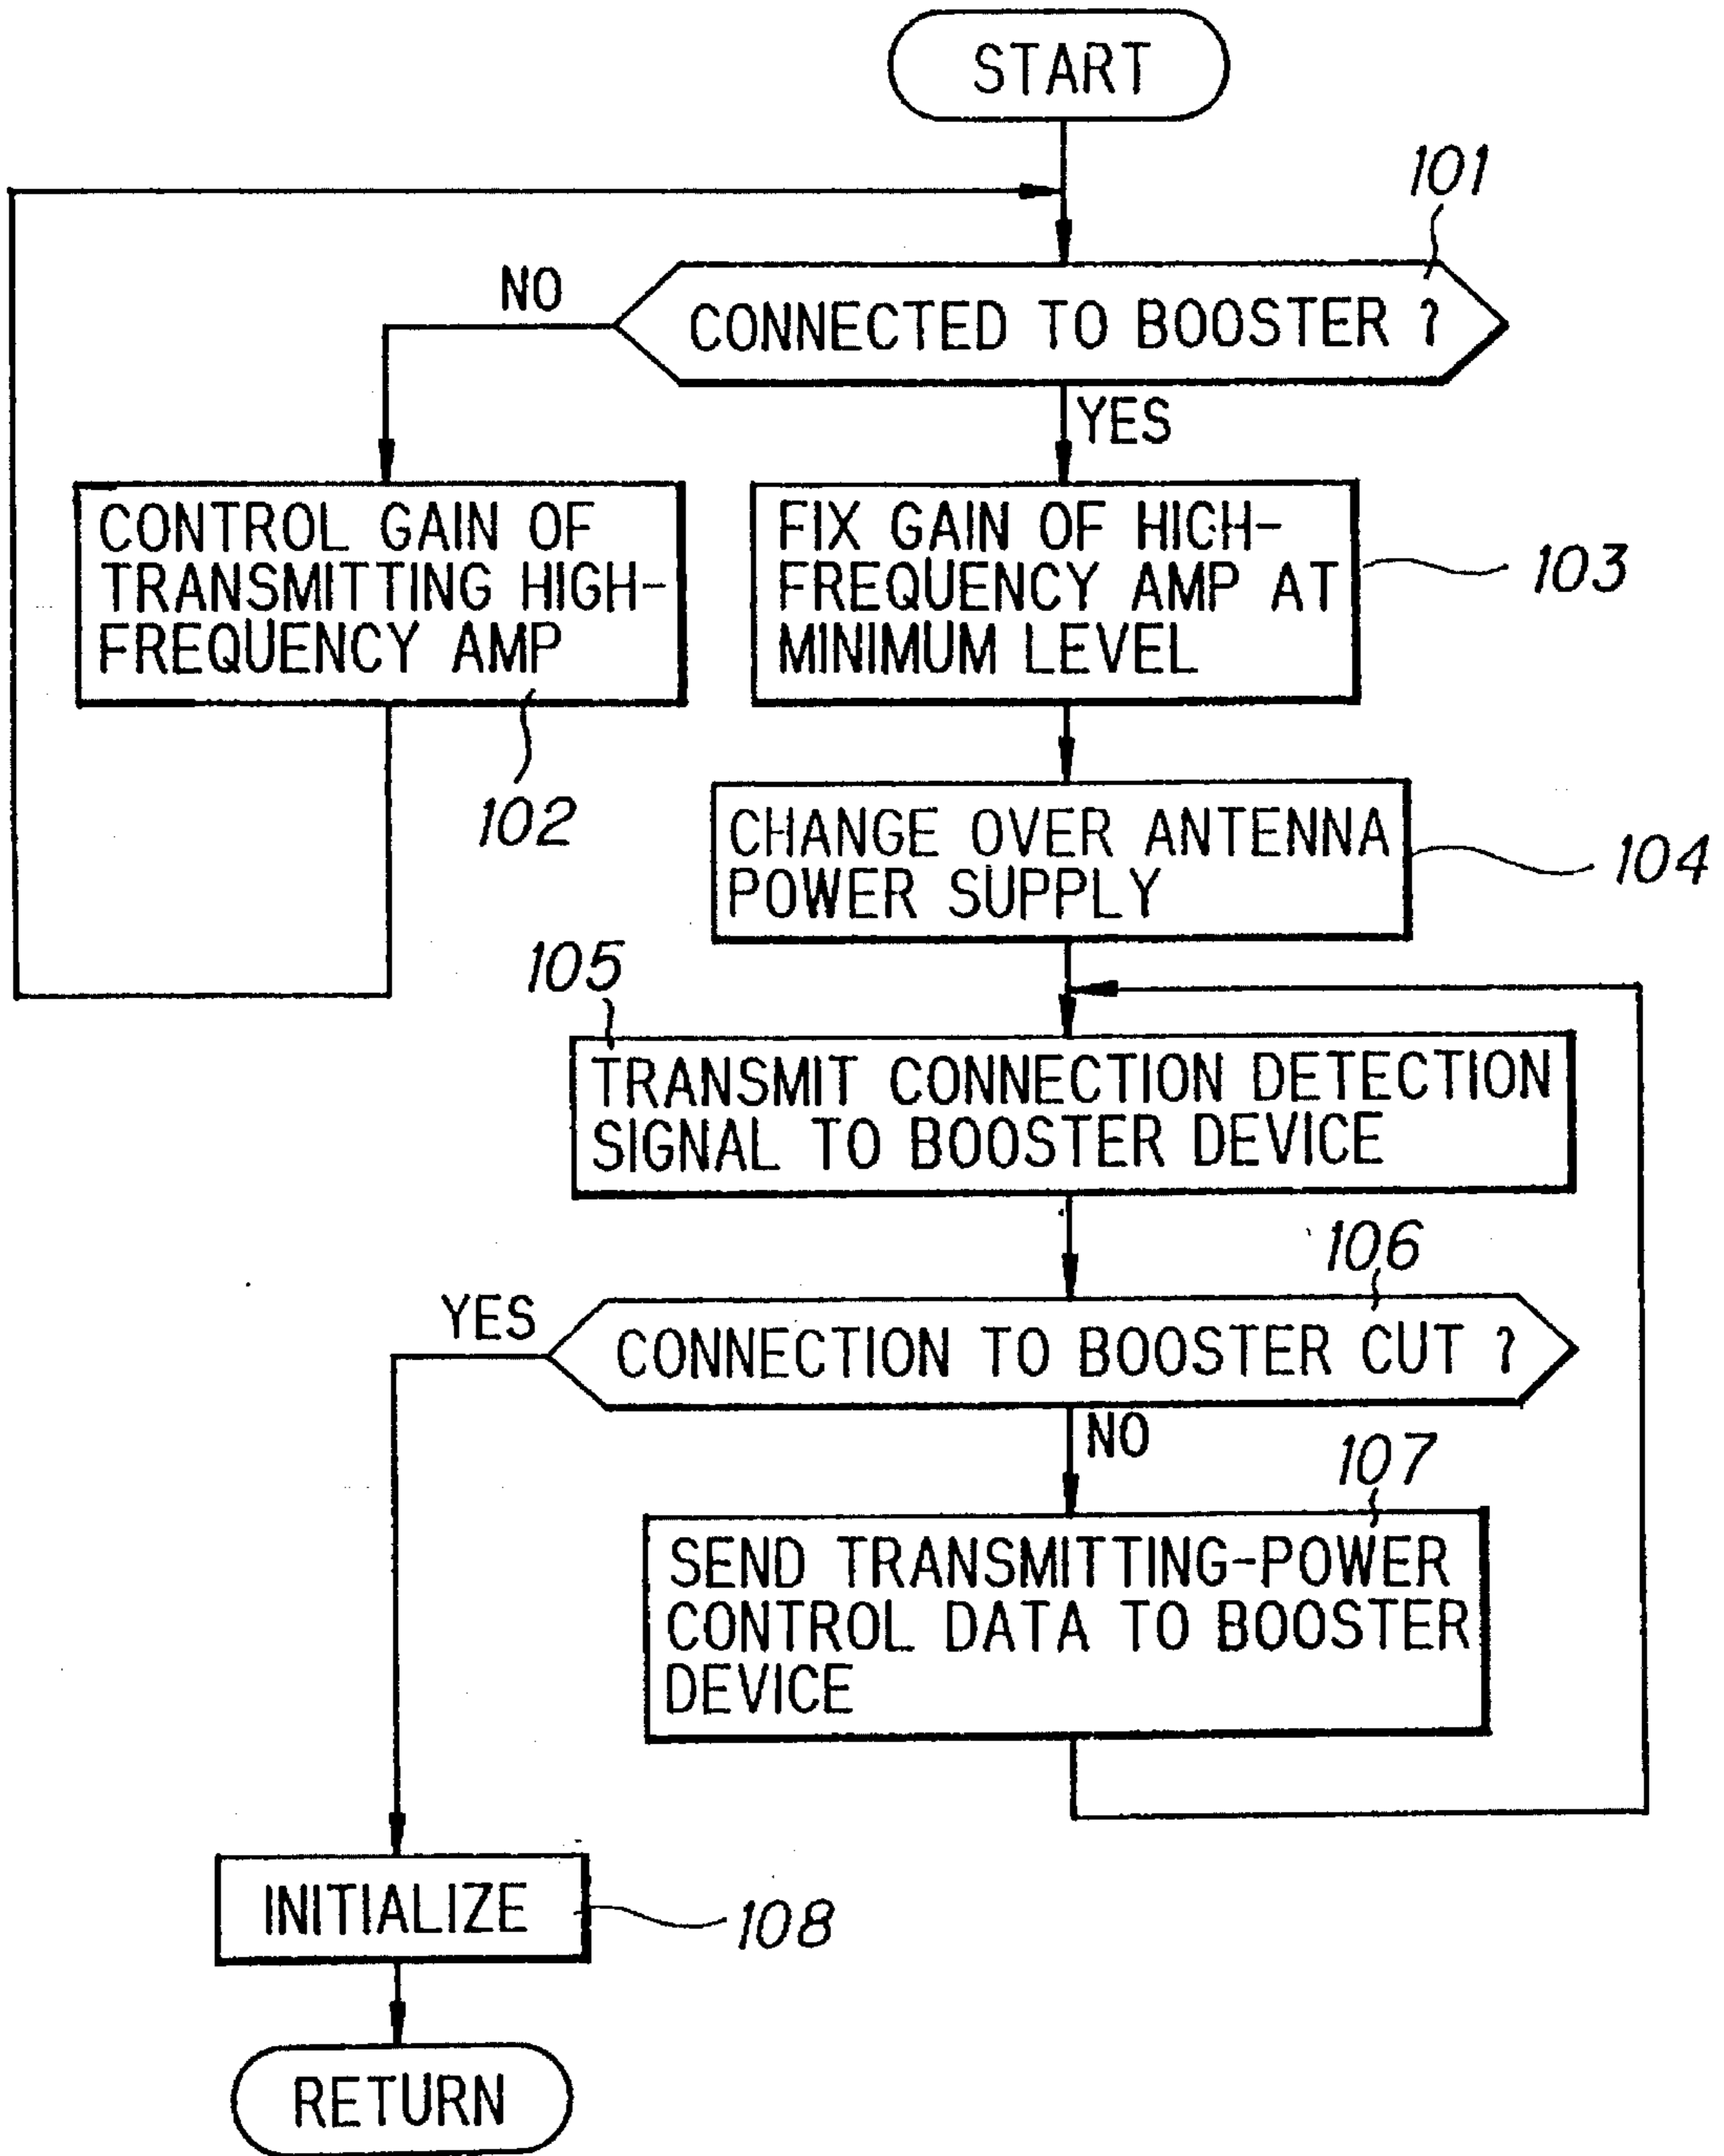 START
101
NO
CONNECTED TO BOOSTER ?
YES
CONTROL GAIN OF
TRANSMITTING HIGH-
FREQUENCY AMP
102
FIX GAIN OF HIGH-
FREQUENCY AMP AT
MINIMUM LEVEL
103
CHANGE OVER ANTENNA
POWER SUPPLY
104
105
TRANSMIT CONNECTION DETECTION
SIGNAL TO BOOSTER DEVICE
106
YES
CONNECTION TO BOOSTER CUT ?
NO
107
SEND TRANSMITTING-POWER
CONTROL DATA TO BOOSTER
DEVICE
INITIALIZE
108
RETURN